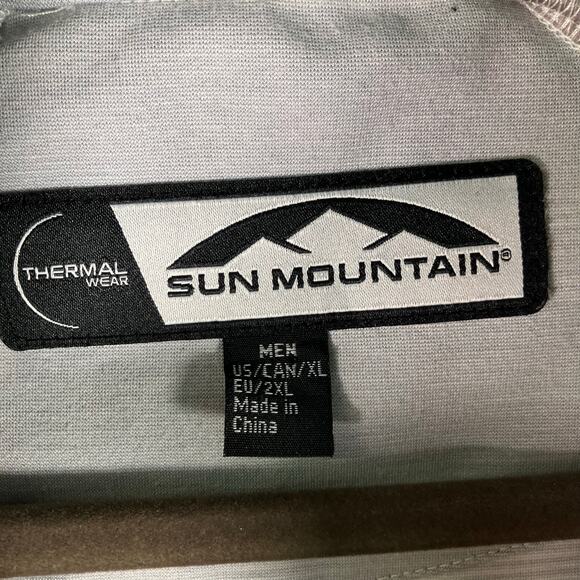 THERMAL
WEAR
SUN MOUNTAIN®
MEN
US/CAN/XL
EU/2XL
Made in
China